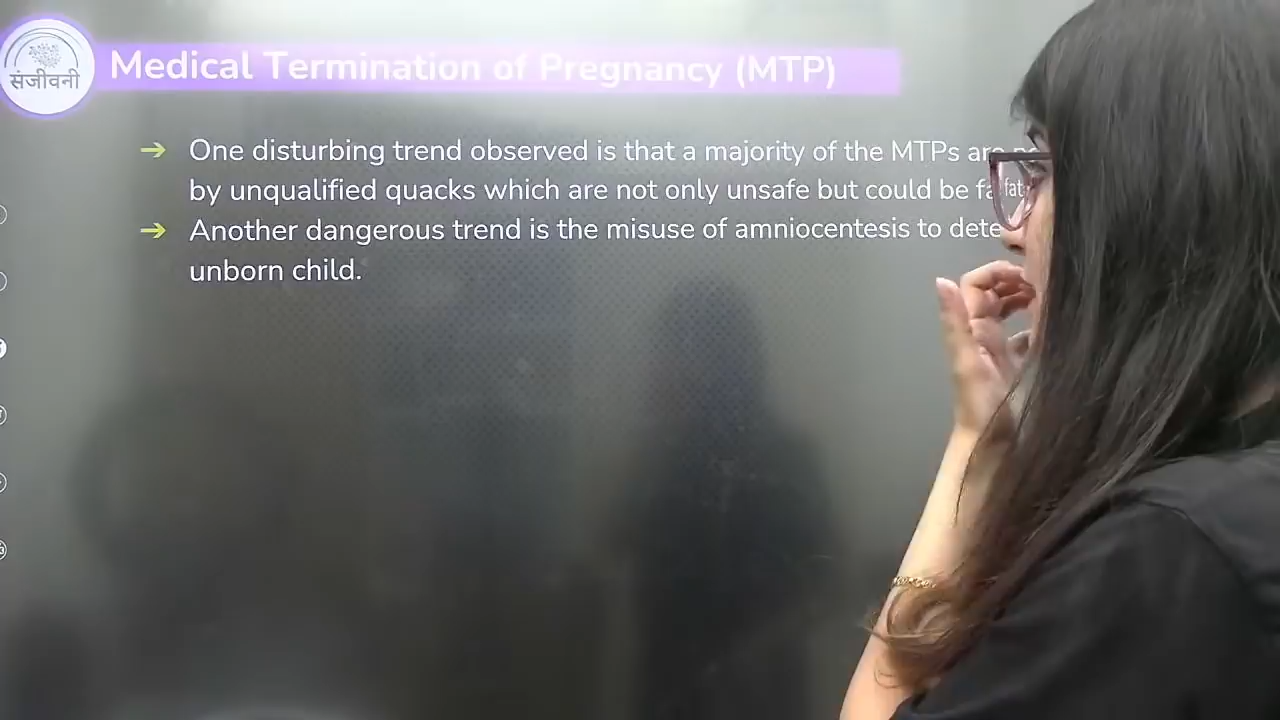 संजीवनी
Medical Termination of Pregnancy (MTP)
→ One disturbing trend observed is that a majority of the MTPs are
by unqualified quacks which are not only unsafe but could be
→ Another dangerous trend is the misuse of amniocentesis to
unborn child.